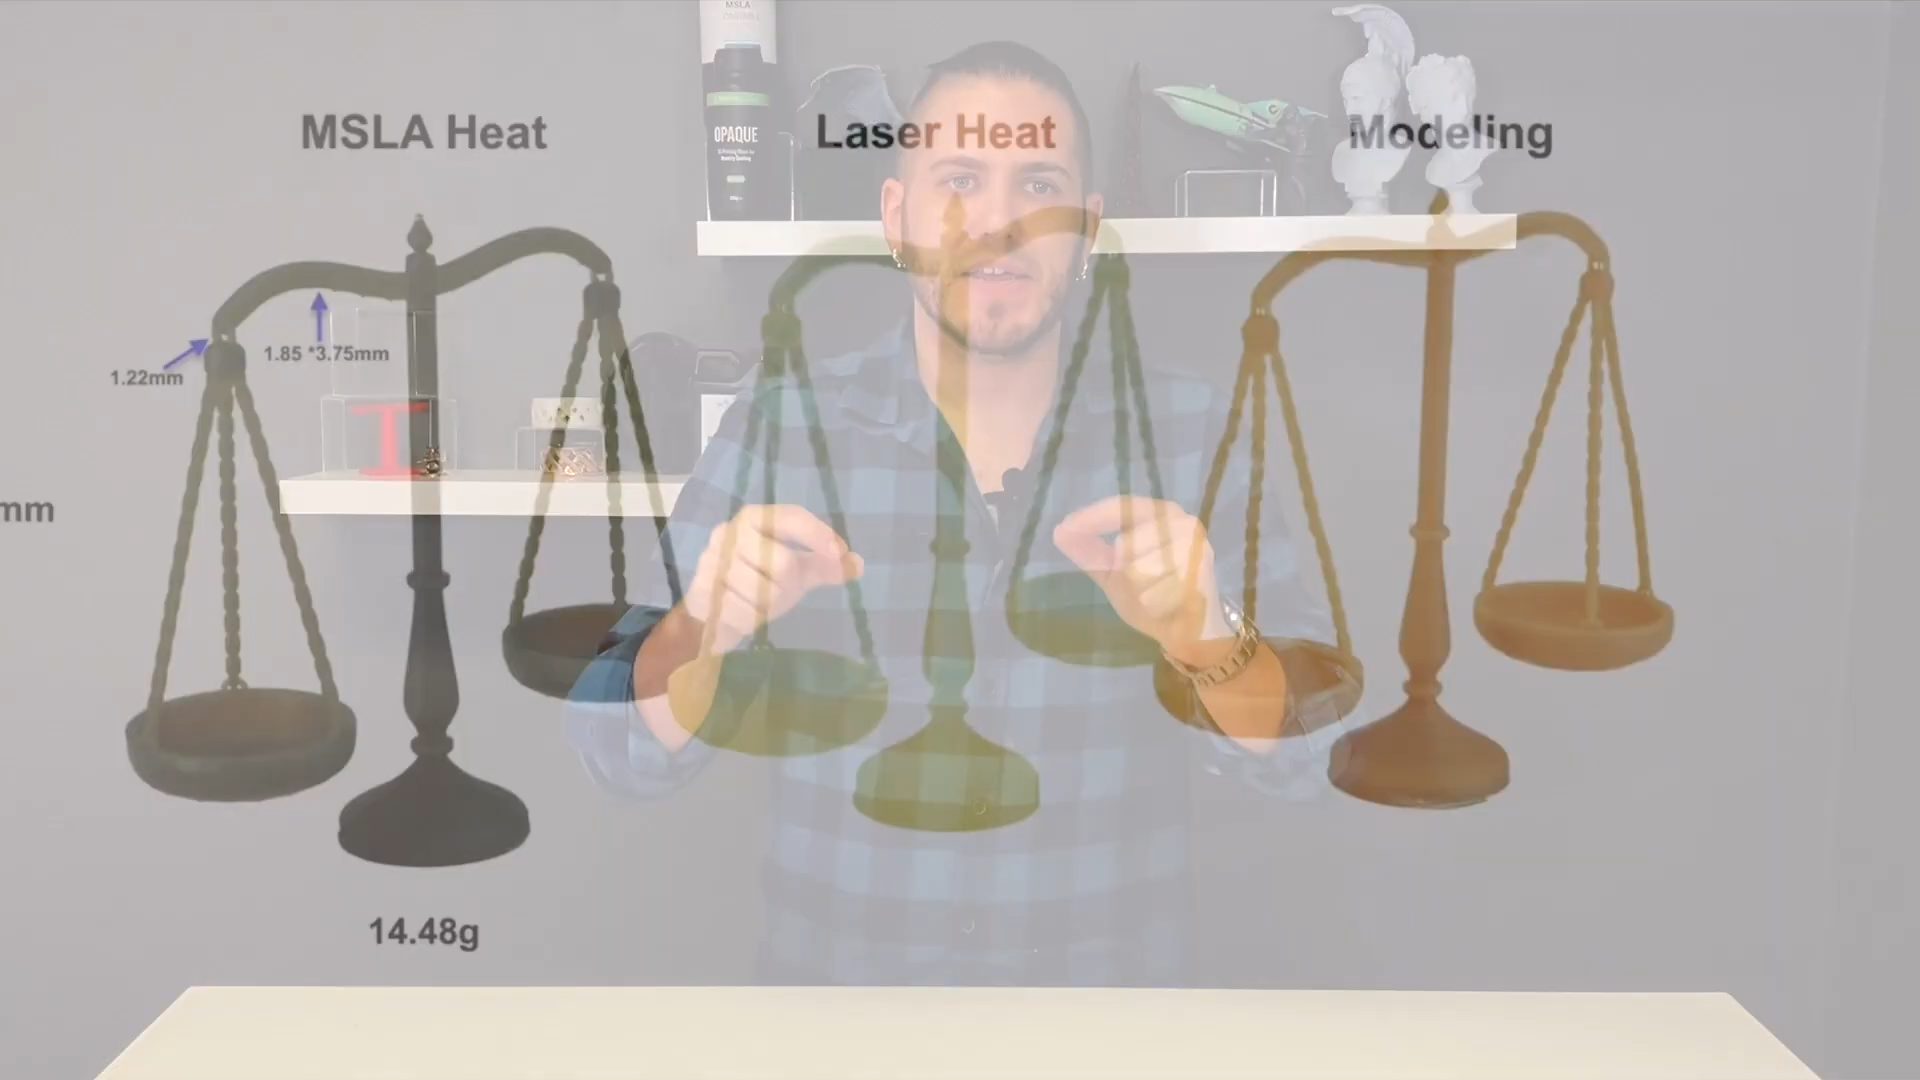 MSLA
OPAQUE
MSLA Heat
Laser Heat
Modeling
1.85 *3.75mm
1.22mm
mm
14.48g